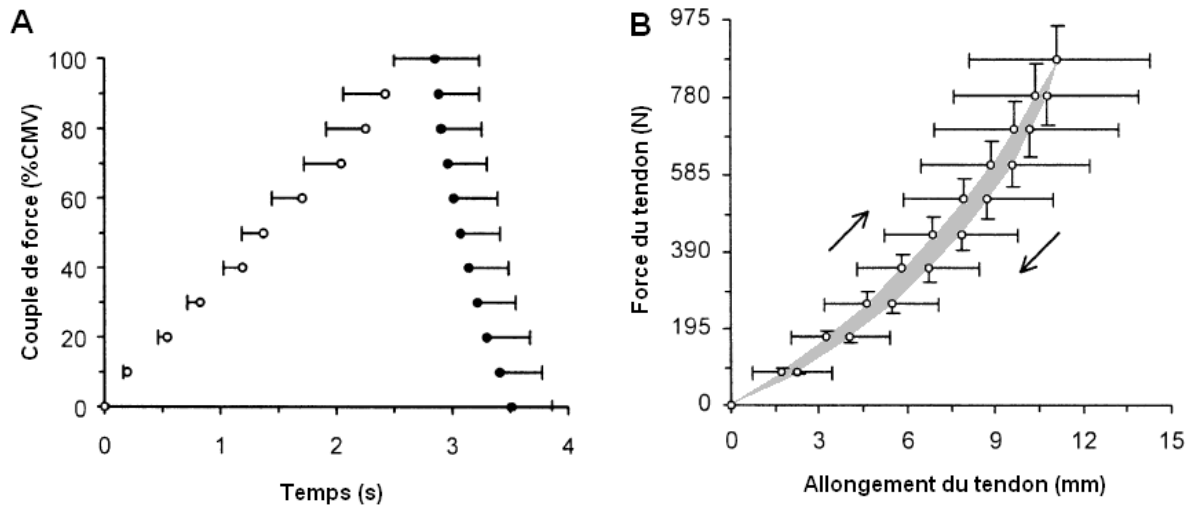 A
Couple de force (%CMV)
100
80
60
40
20
0
0 1 2 3 4
Temps (s)
B
Force du tendon (N)
975
780
585
390
195
0
0 3 6 9 12 15
Allongement du tendon (mm)